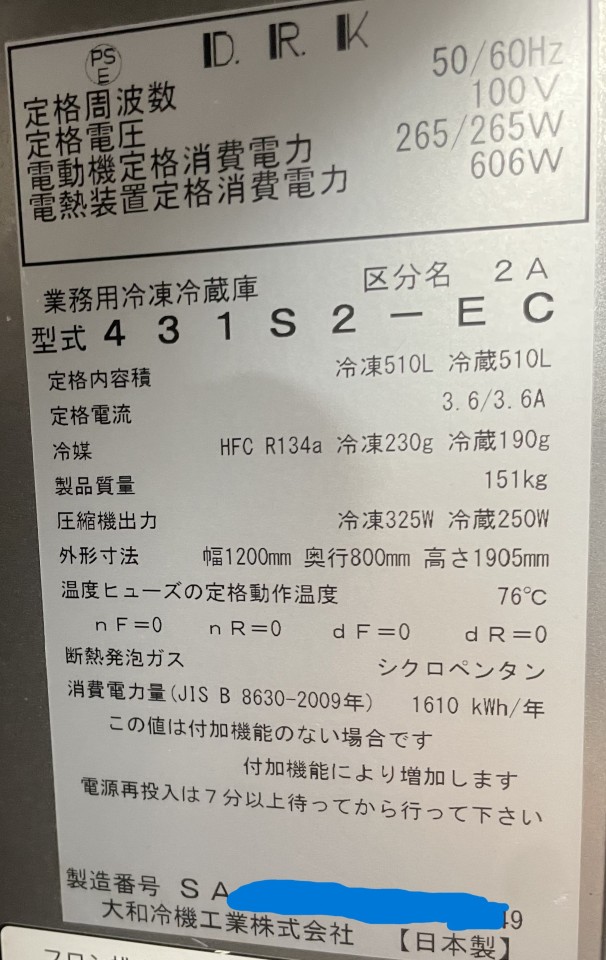 PS
E
D.R.K
定格周波数 50/60Hz
定格電圧 100V
電動機定格消費電力 265/265W
電熱装置定格消費電力 606W
業務用冷凍冷蔵庫 区分名 2A
型式 431S2-EC
定格内容積 冷凍510L 冷蔵510L
定格電流 3.6/3.6A
冷媒 HFC R134a 冷凍230g 冷蔵190g
製品質量 151kg
圧縮機出力 冷凍325W 冷蔵250W
外形寸法 幅1200mm 奥行800mm 高さ1905mm
温度ヒューズの定格動作温度 76℃
nF=0 nR=0 dF=0 dR=0
断熱発泡ガス シクロペンタン
消費電力量(JIS B 8630-2009年) 1610 kWh/年
この値は付加機能のない場合です
付加機能により増加します
電源再投入は7分以上待ってから行って下さい
製造番号 SA 49
大和冷機工業株式会社 【日本製】